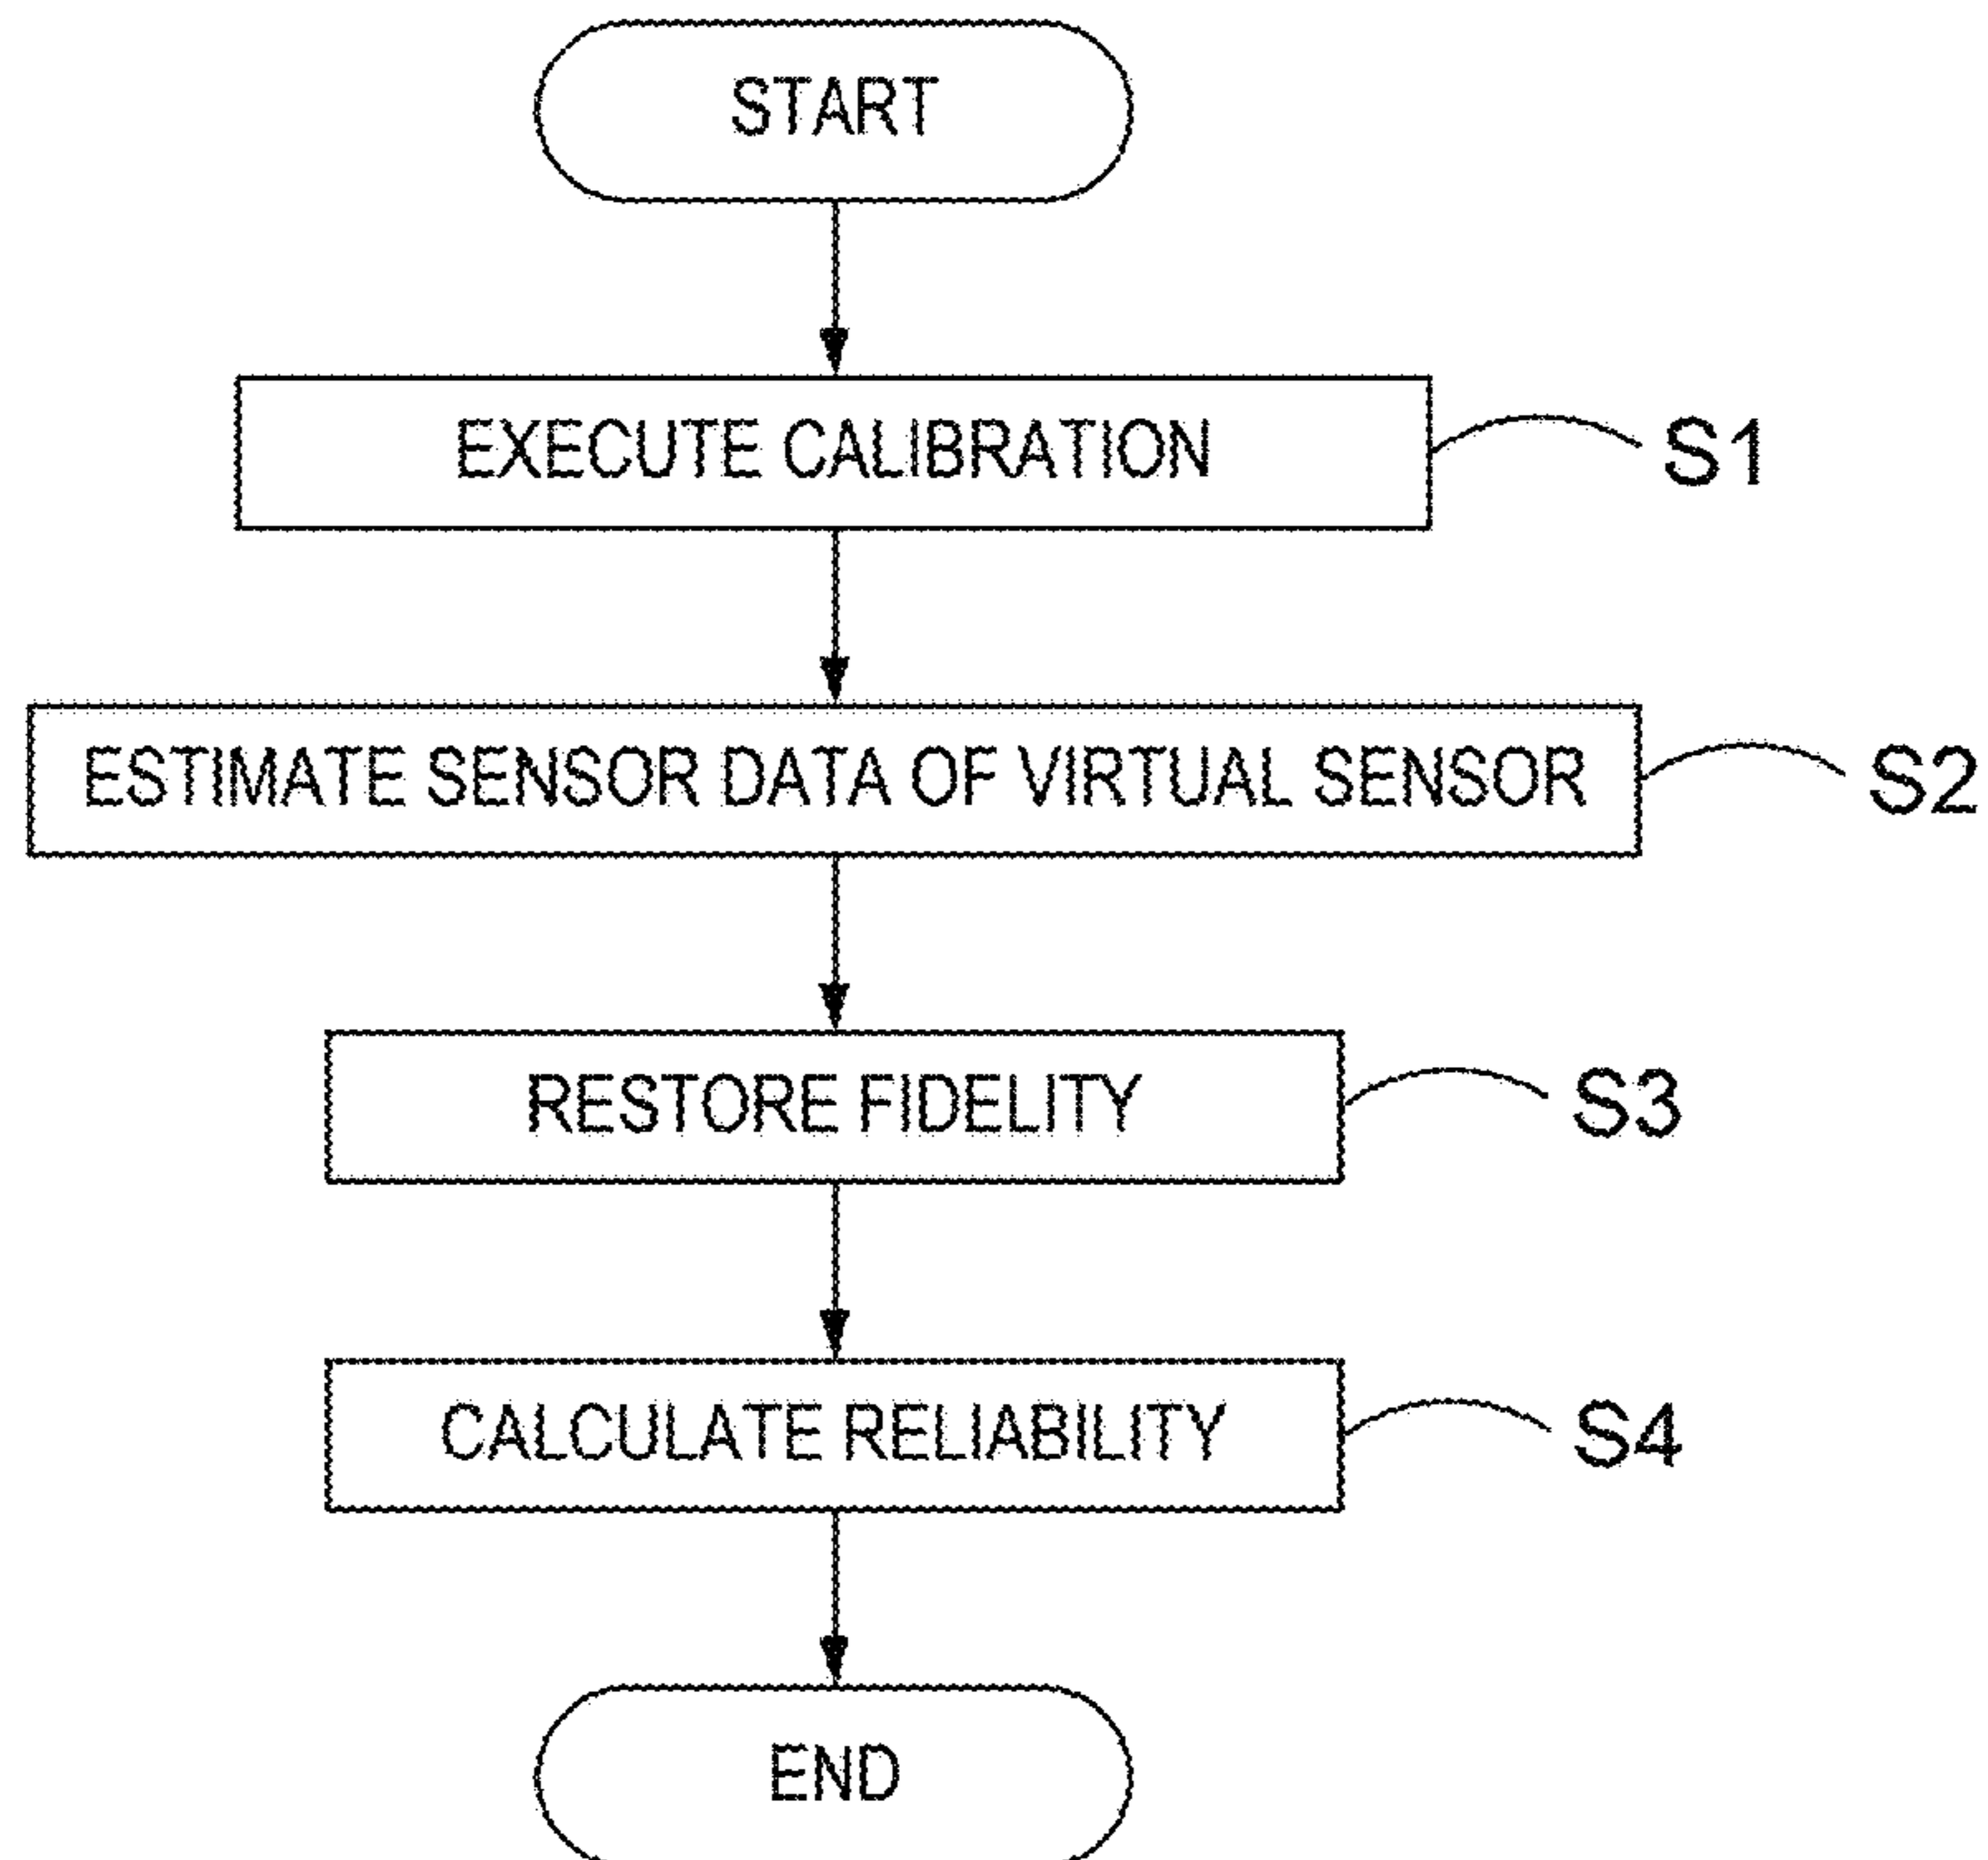 START
EXECUTE CALIBRATION
S1
ESTIMATE SENSOR DATA OF VIRTUAL SENSOR
S2
RESTORE FIDELITY
S3
CALCULATE RELIABILITY
S4
END